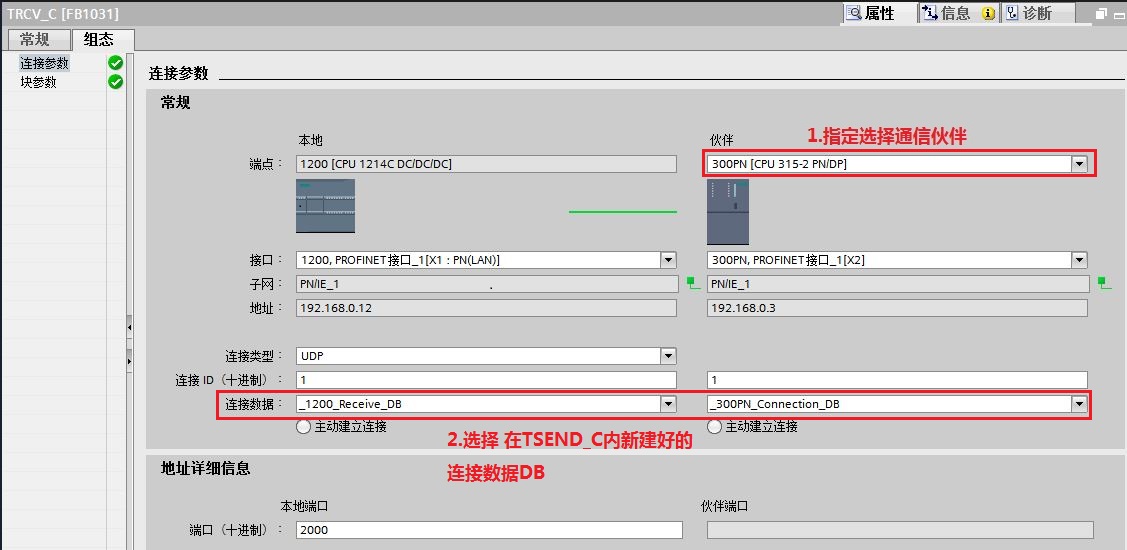 TRCV_C [FB1031]
属性
信息
诊断
常规
组态
连接参数
块参数
连接参数
常规
本地
伙伴
1.指定选择通信伙伴
端点：
1200 [CPU 1214C DC/DC/DC]
300PN [CPU 315-2 PN/DP]
接口：
1200, PROFINET接口_1[X1 : PN(LAN)]
300PN, PROFINET接口_1[X2]
子网：
PN/IE_1
PN/IE_1
地址：
192.168.0.12
192.168.0.3
连接类型：
UDP
连接 ID（十进制）：
1
1
连接数据：
_1200_Receive_DB
_300PN_Connection_DB
主动建立连接
主动建立连接
2.选择 在TSEND_C内新建好的
连接数据DB
地址详细信息
本地端口
伙伴端口
端口（十进制）：
2000